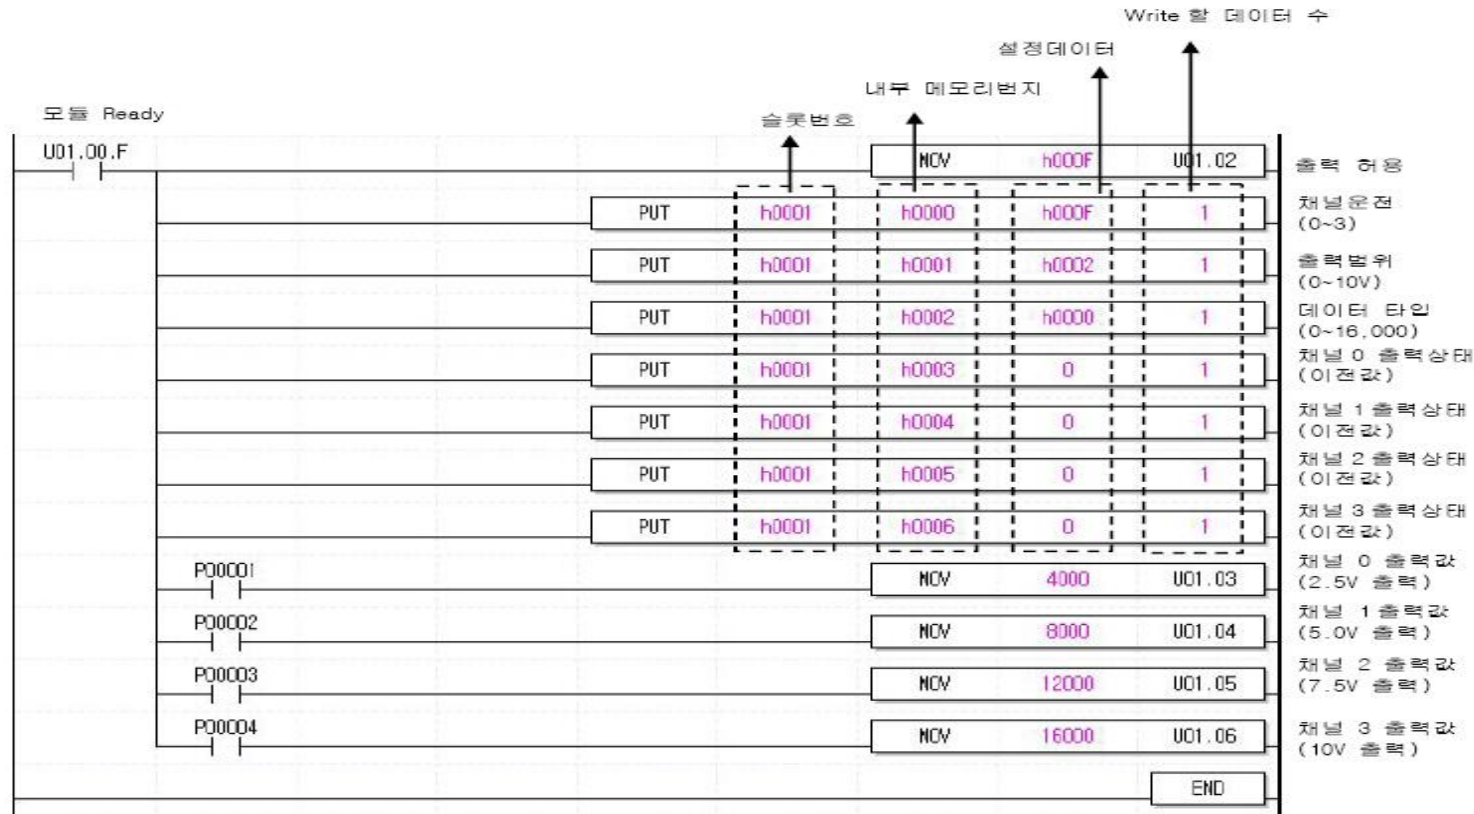 Write 할 데이터 수
설정데이터
내부 메모리번지
슬롯번호
모듈 Ready
U01.00.F
MOV h000F U01.02 출력 허용
PUT h0001 h0000 h000F 1 채널운전
(0~3)
PUT h0001 h0001 h0002 1 출력범위
(0~10V)
PUT h0001 h0002 h0000 1 데이터 타입
(0~16,000)
PUT h0001 h0003 0 1 채널 0 출력상태
(이전값)
PUT h0001 h0004 0 1 채널 1 출력상태
(이전값)
PUT h0001 h0005 0 1 채널 2 출력상태
(이전값)
PUT h0001 h0006 0 1 채널 3 출력상태
(이전값)
P00001 MOV 4000 U01.03 채널 0 출력값
(2.5V 출력)
P00002 MOV 8000 U01.04 채널 1 출력값
(5.0V 출력)
P00003 MOV 12000 U01.05 채널 2 출력값
(7.5V 출력)
P00004 MOV 16000 U01.06 채널 3 출력값
(10V 출력)
END